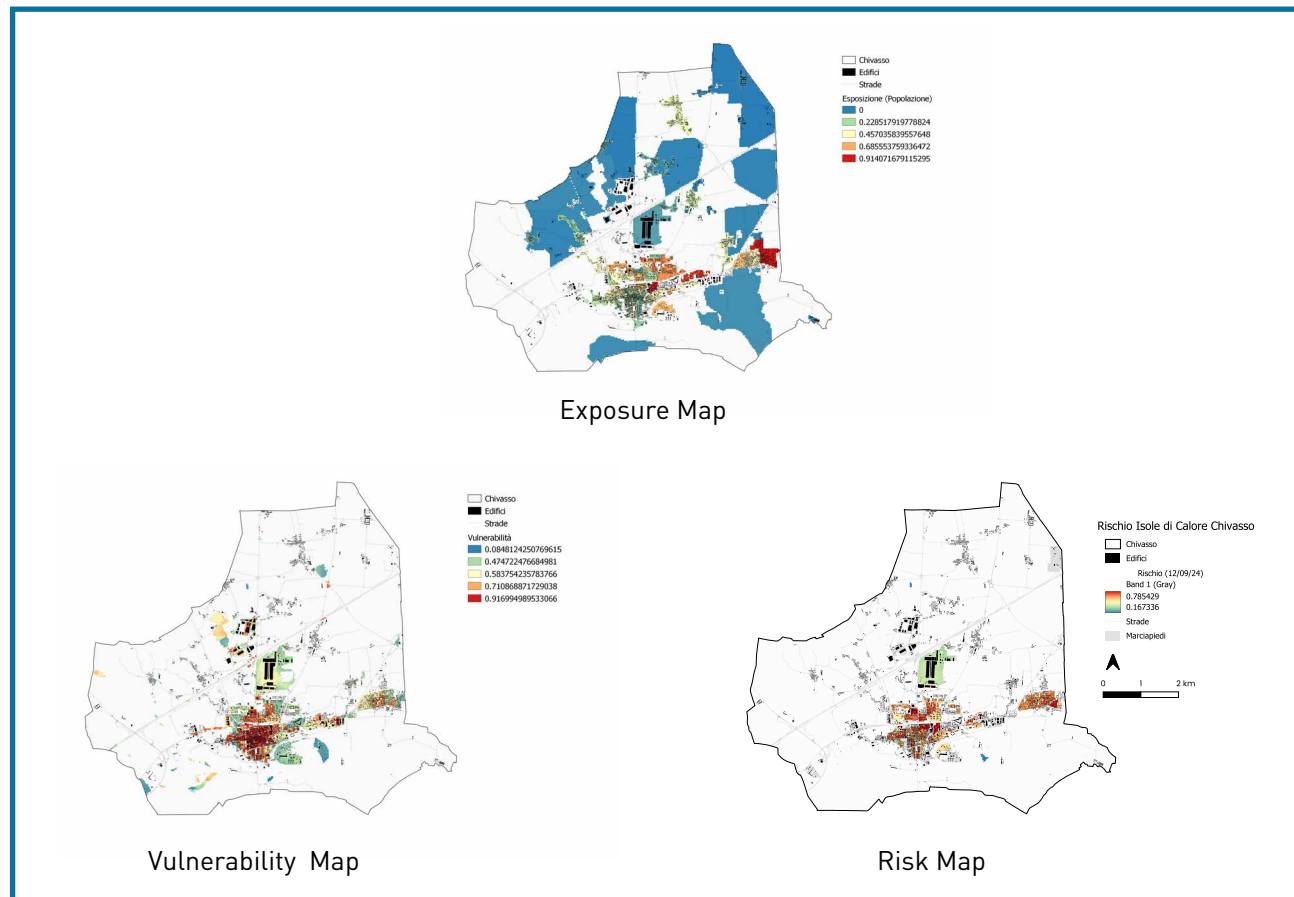 Chivasso
Edifici
Strade
Esposizione (Popolazione)
0
0.228517919778824
0.457035839557648
0.685553759336472
0.914071679115295
Exposure Map
Chivasso
Edifici
Strade
Vulnerabilità
0.0848124250769615
0.474722476684981
0.583754235783766
0.710868871729038
0.916994989533066
Vulnerability Map
Rischio Isole di Calore Chivasso
Chivasso
Edifici
Rischio (12/09/24)
Band 1 (Gray)
0.785429
0.167336
Strade
Marciapiedi
0 1 2 km
Risk Map